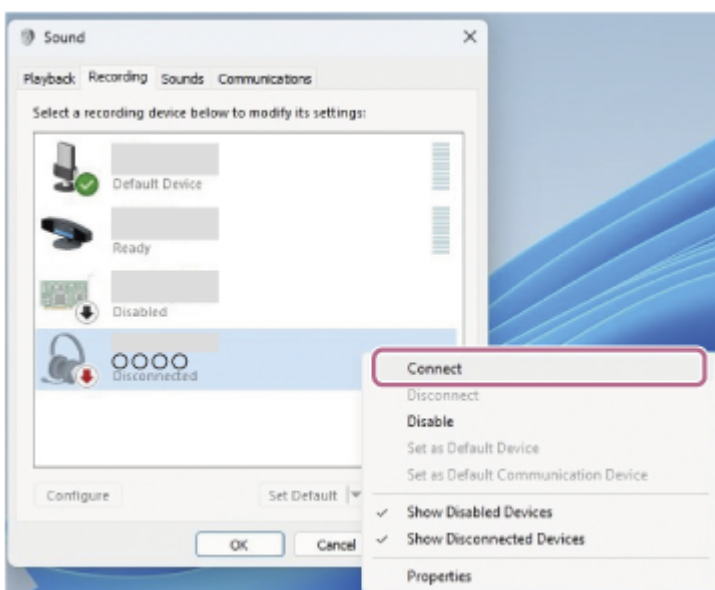 Sound
Playback Recording Sounds Communications
Select a recording device below to modify its settings:
Default Device
Ready
Disabled
OOOO
Disconnected
Connect
Disconnect
Disable
Set as Default Device
Set as Default Communication Device
Configure Set Default
Show Disabled Devices
OK Cancel
Show Disconnected Devices
Properties